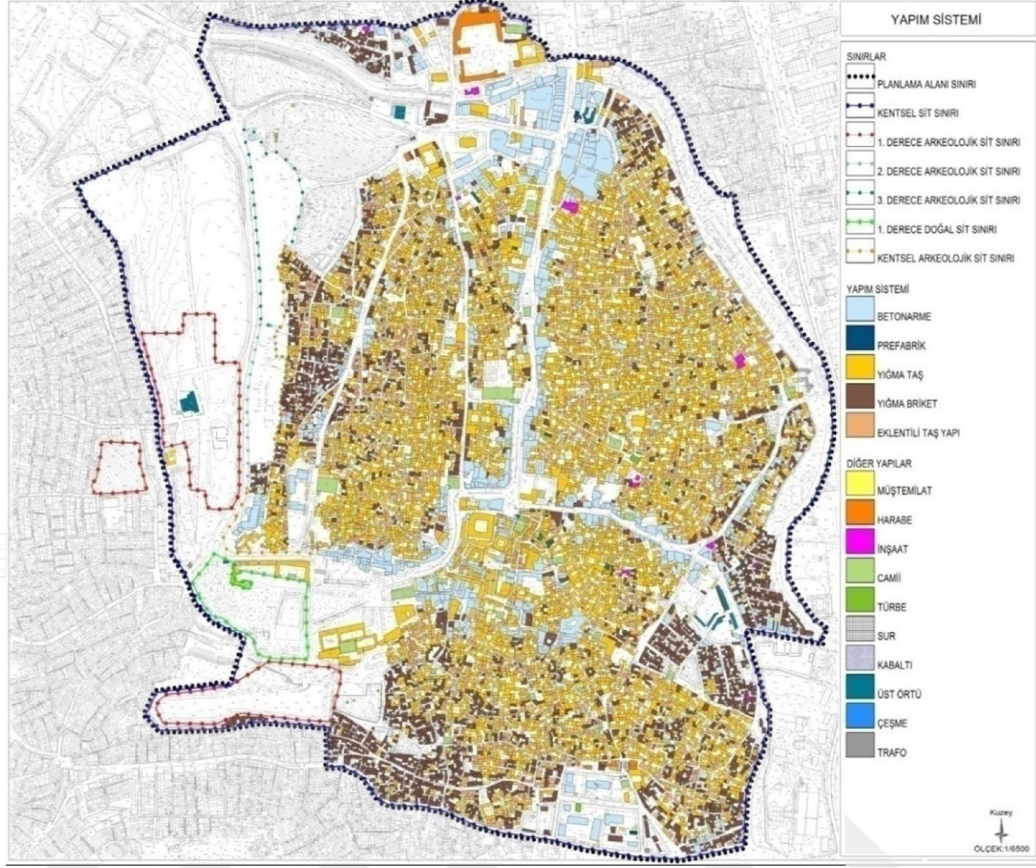 YAPIM SİSTEMİ
SINIRLAR
PLANLAMA ALANI SINIRI
KENTSEL SİT SINIRI
1. DERECE ARKEOLOJİK SİT SINIRI
2. DERECE ARKEOLOJİK SİT SINIRI
3. DERECE ARKEOLOJİK SİT SINIRI
1. DERECE DOĞAL SİT SINIRI
KENTSEL ARKEOLOJİK SİT SINIRI
YAPIM SİSTEMİ
BETONARME
PREFABRİK
YIĞMA TAŞ
YIĞMA BRİKET
EKLENTİLİ TAŞ YAPI
DİĞER YAPILAR
MÜŞTEMİLAT
HARABE
İNŞAAT
CAMİİ
TÜRBE
SUR
KABALTI
ÜST ÖRTÜ
ÇEŞME
TRAFO
Kuzey
ÖLÇEK:1/6500